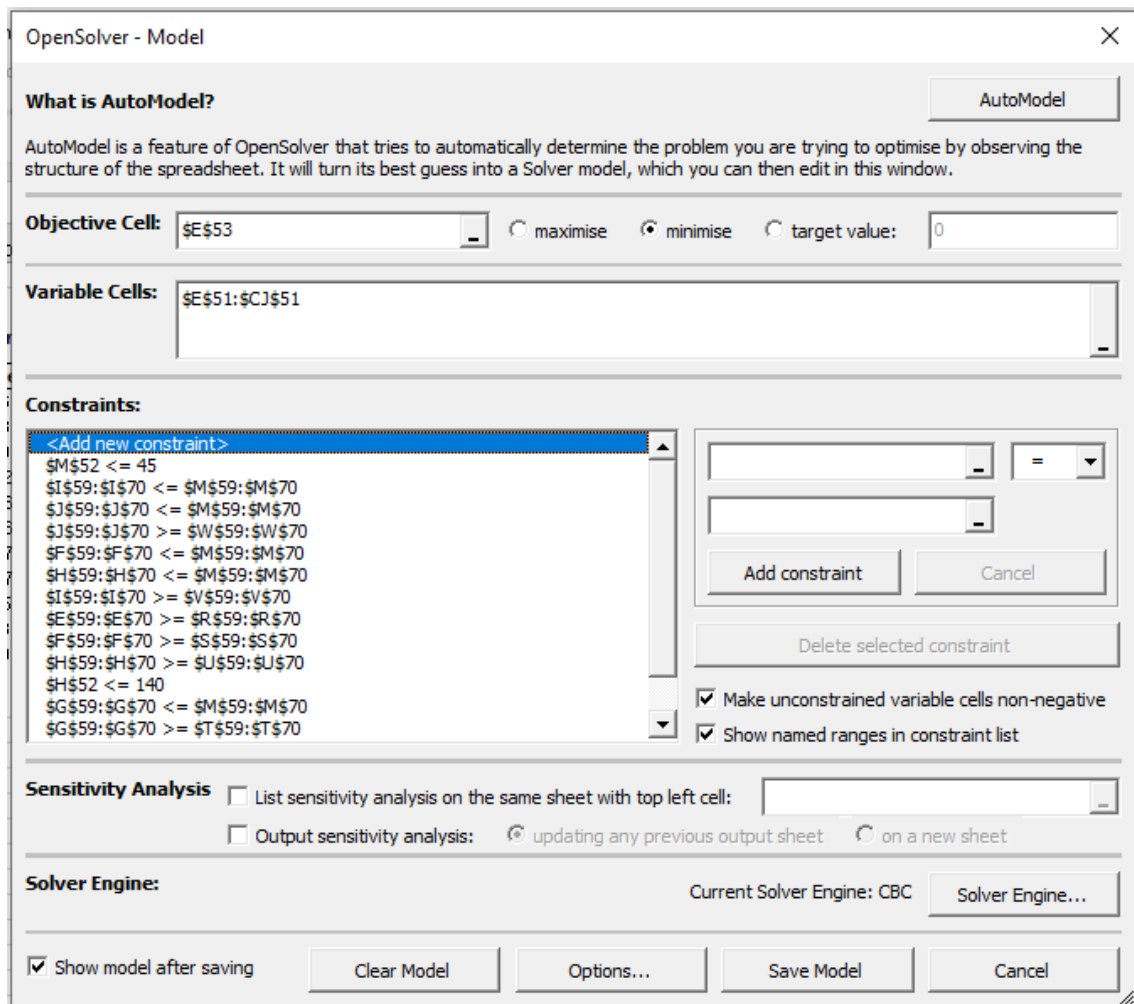 OpenSolver - Model
What is AutoModel?
AutoModel
AutoModel is a feature of OpenSolver that tries to automatically determine the problem you are trying to optimise by observing the
structure of the spreadsheet. It will turn its best guess into a Solver model, which you can then edit in this window.
Objective Cell:
$E$53
maximise
minimise
target value:
0
Variable Cells:
$E$51:$CJ$51
Constraints:
<Add new constraint>
$M$52 <= 45
$I$59:$I$70 <= $M$59:$M$70
$J$59:$J$70 <= $M$59:$M$70
$J$59:$J$70 >= $W$59:$W$70
$F$59:$F$70 <= $M$59:$M$70
$H$59:$H$70 <= $M$59:$M$70
$I$59:$I$70 >= $V$59:$V$70
$E$59:$E$70 >= $R$59:$R$70
$F$59:$F$70 >= $S$59:$S$70
$H$59:$H$70 >= $U$59:$U$70
$H$52 <= 140
$G$59:$G$70 <= $M$59:$M$70
$G$59:$G$70 >= $T$59:$T$70
=
Add constraint
Cancel
Delete selected constraint
Make unconstrained variable cells non-negative
Show named ranges in constraint list
Sensitivity Analysis
List sensitivity analysis on the same sheet with top left cell:
Output sensitivity analysis:
updating any previous output sheet
on a new sheet
Solver Engine:
Current Solver Engine: CBC
Solver Engine...
Show model after saving
Clear Model
Options...
Save Model
Cancel